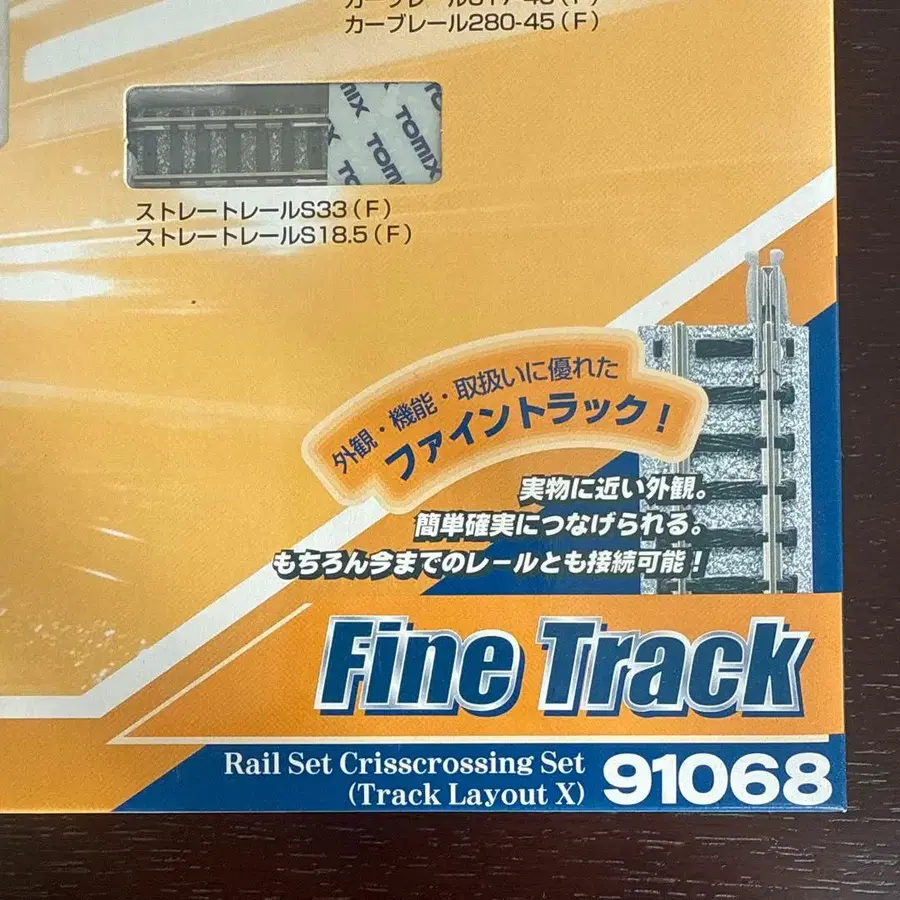 カーブレール280-45(F)
TOMIX
TOMIX
TOMIX
ストレートレールS33(F)
ストレートレールS18.5(F)
外観・機能・取扱いに優れた
ファイントラック!
実物に近い外観。
簡単確実につなげられる。
もちろん今までのレールとも接続可能!
Fine Track
Rail Set Crisscrossing Set
(Track Layout X)
91068